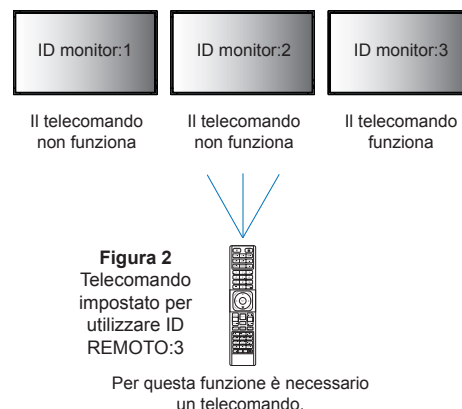 ID monitor:1
ID monitor:2
ID monitor:3
Il telecomando
non funziona
Il telecomando
non funziona
Il telecomando
funziona
Figura 2
Telecomando
impostato per
utilizzare ID
REMOTO:3
Per questa funzione è necessario
un telecomando.